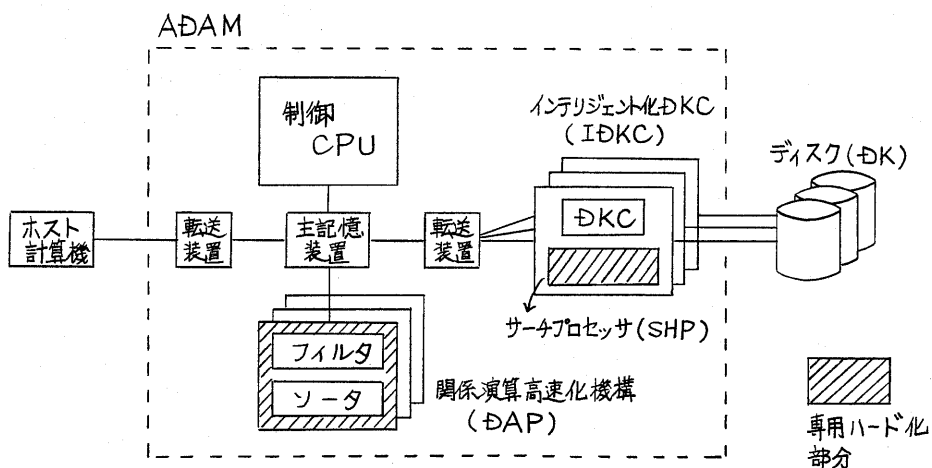 ADAM
制御
CPU
インテリジェント化DKC
(IDKC)
ディスク(DK)
ホスト
計算機
転送
装置
主記憶
装置
転送
装置
DKC
サーチプロセッサ(SHP)
フィルタ
ソータ
関係演算高速化機構
(DAP)
専用ハード化
部分